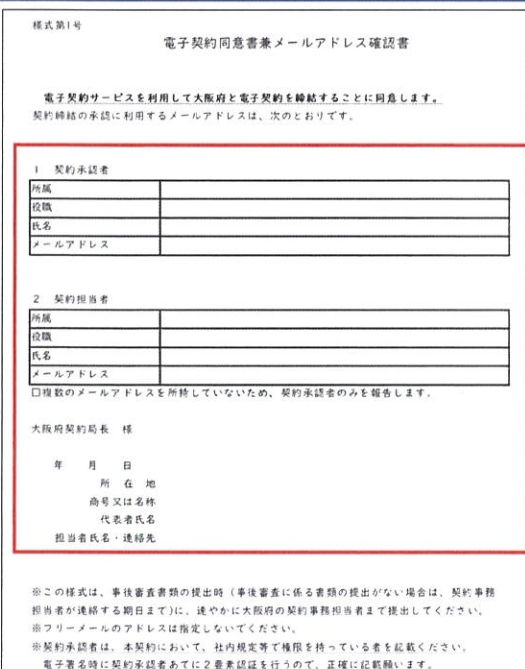 様式第1号
電子契約同意書兼メールアドレス確認書
電子契約サービスを利用して大阪府と電子契約を締結することに同意します。
契約締結の承認に利用するメールアドレスは、次のとおりです。
1 契約承認者
所属
役職
氏名
メールアドレス
2 契約担当者
所属
役職
氏名
メールアドレス
□複数のメールアドレスを所持していないため、契約承認者のみを報告します。
大阪府契約局長 様
年 月 日
所在地
商号又は名称
代表者氏名
担当者氏名・連絡先
※この様式は、事後審査書類の提出時（事後審査に係る書類の提出がない場合は、契約事務
担当者が連絡する期日まで)に、速やかに大阪府の契約事務担当者まで提出してください。
※フリーメールのアドレスは指定しないでください。
※契約承認者は、本契約において、社内規定等で権限を持っている者を記載ください。
電子署名時に契約承認者あてに2要素認証を行うので、正確に記載願います。